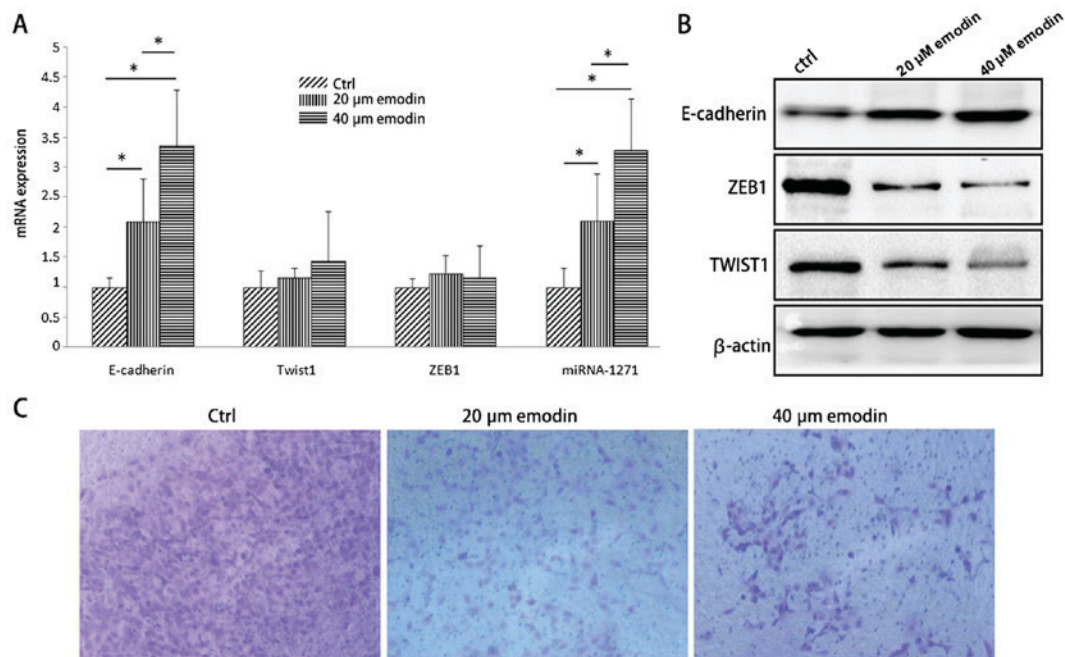 A
mRNA expression
5
4.5
4
3.5
3
2.5
2
1.5
1
0.5
0
* * *
* * *
Ctrl
20 µm emodin
40 µm emodin
E-cadherin Twist1 ZEB1 miRNA-1271
B
ctrl 20 µM emodin 40 µM emodin
E-cadherin
ZEB1
TWIST1
β-actin
C
Ctrl 20 µm emodin 40 µm emodin